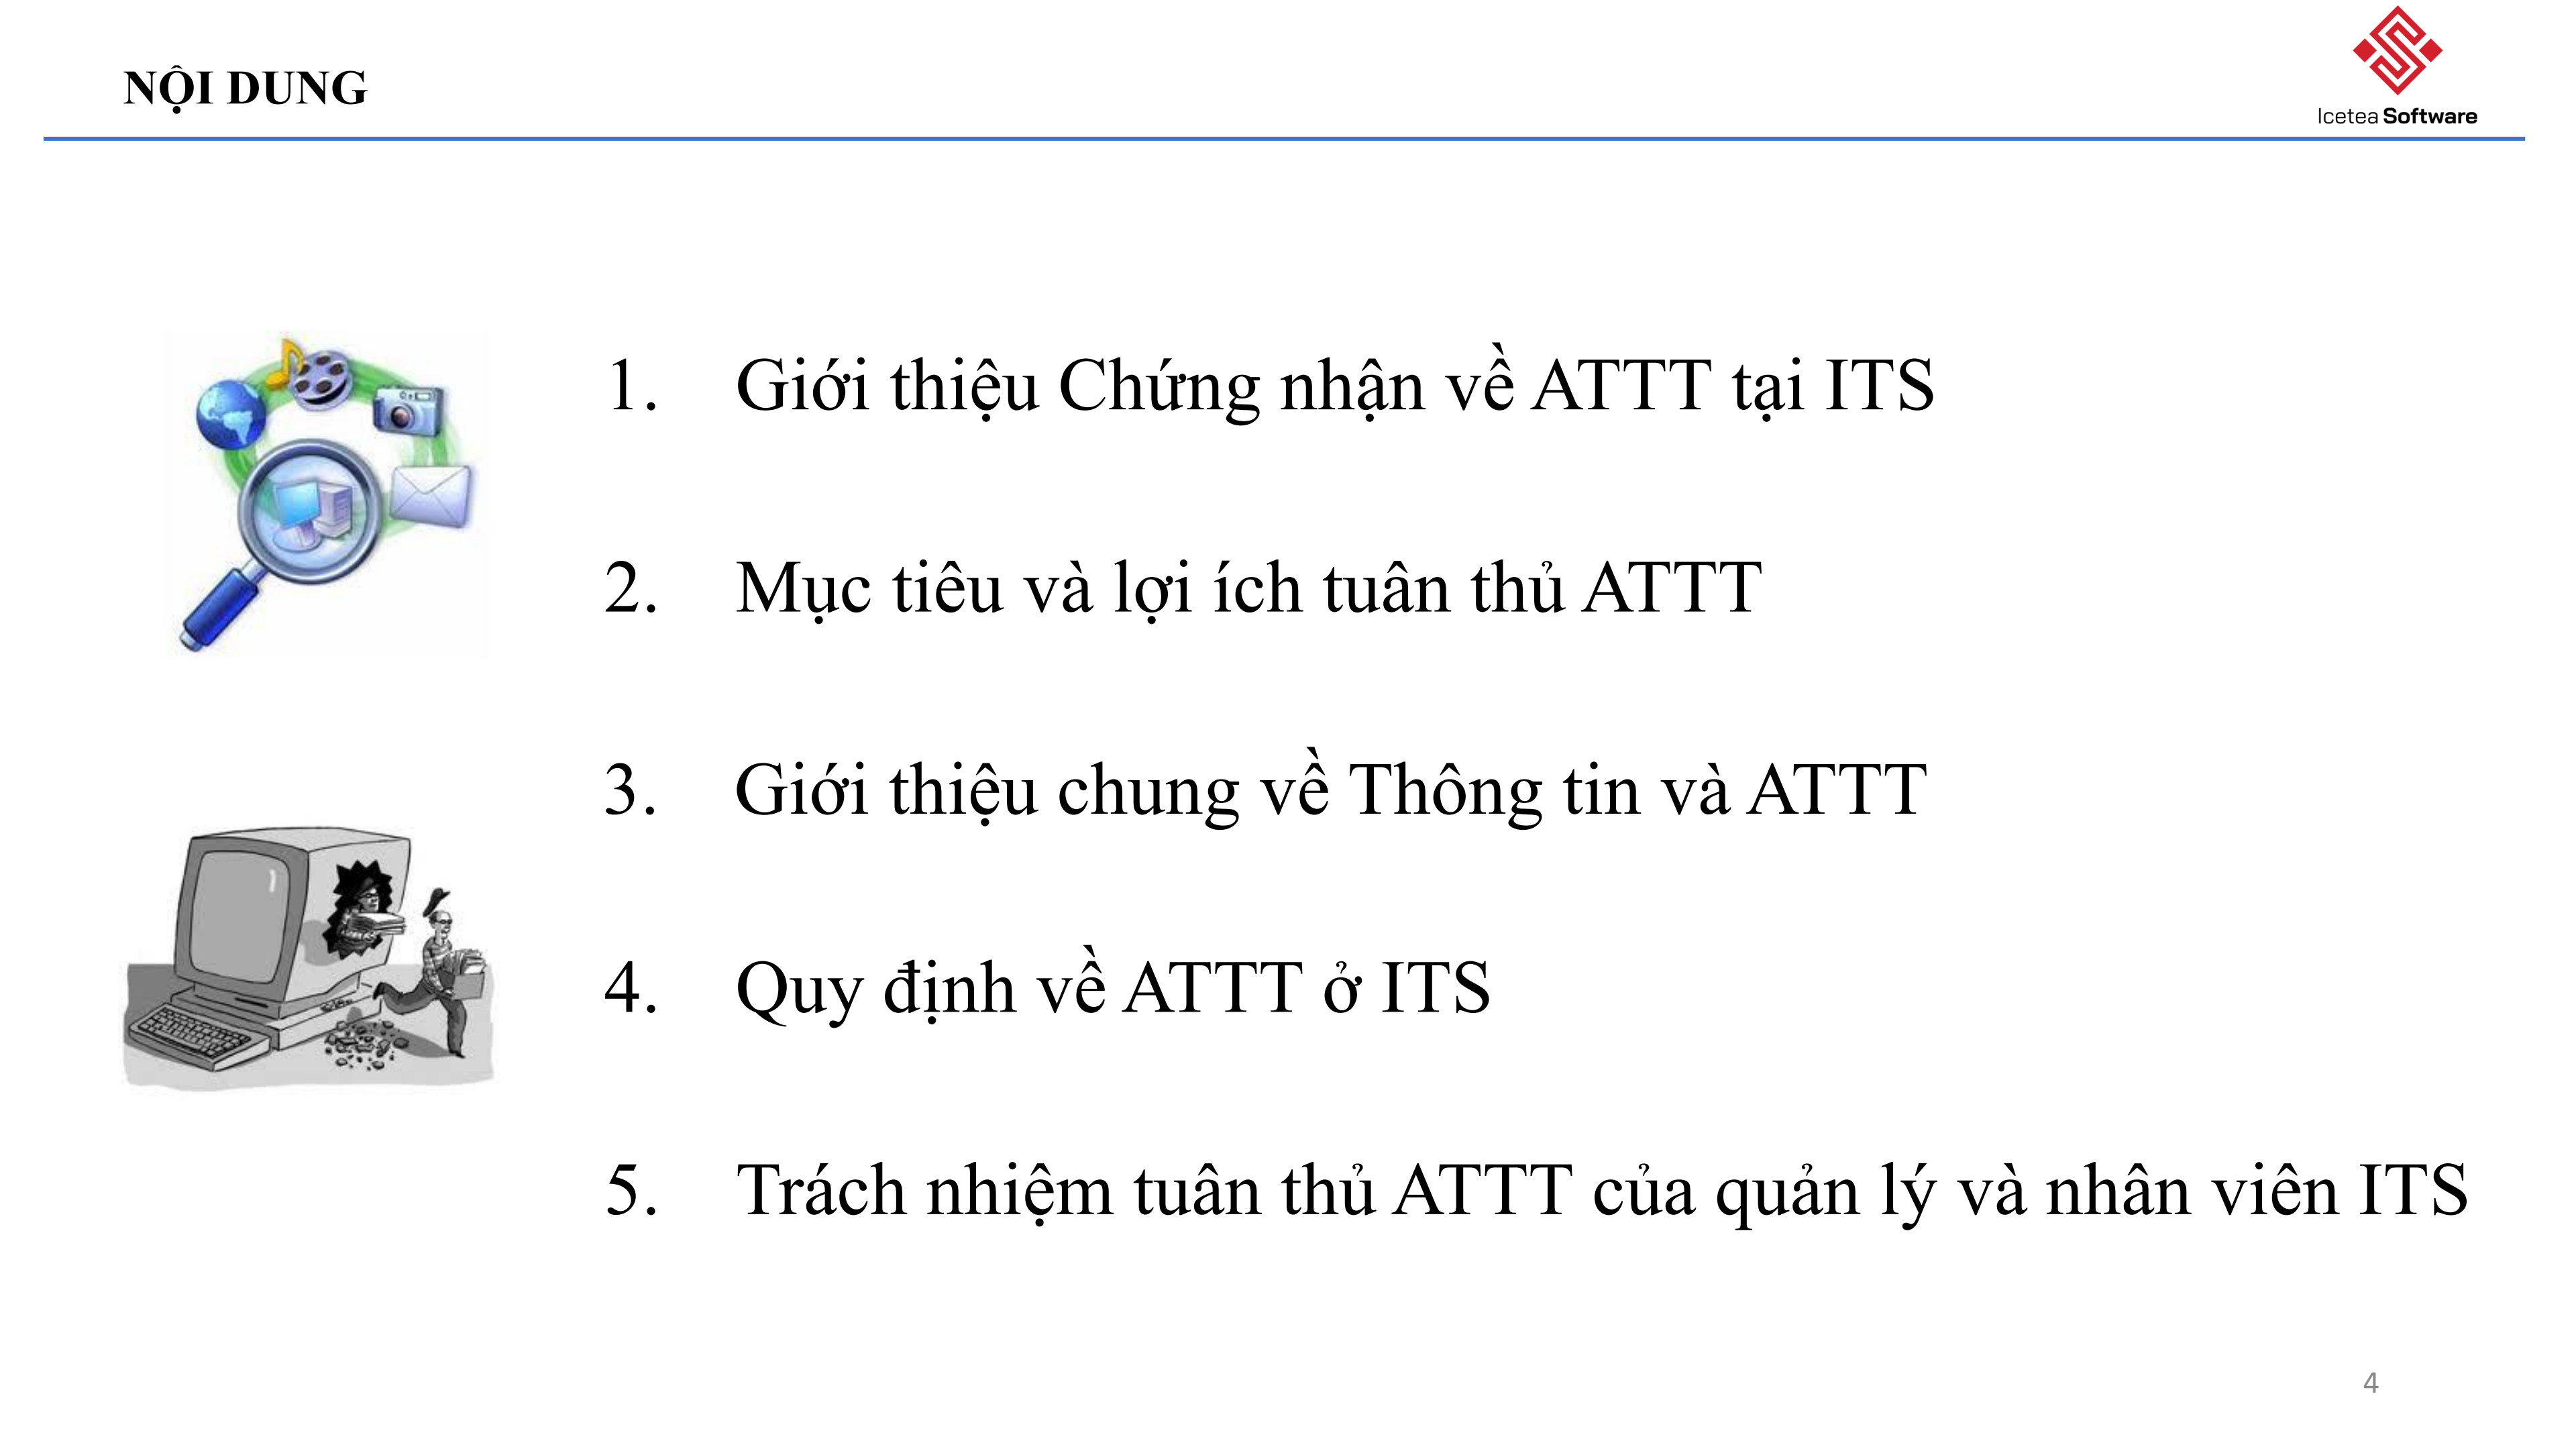 NỘI DUNG
Icetea Software
1. Giới thiệu Chứng nhận về ATTT tại ITS
2. Mục tiêu và lợi ích tuân thủ ATTT
3. Giới thiệu chung về Thông tin và ATTT
4. Quy định về ATTT ở ITS
5. Trách nhiệm tuân thủ ATTT của quản lý và nhân viên ITS
4